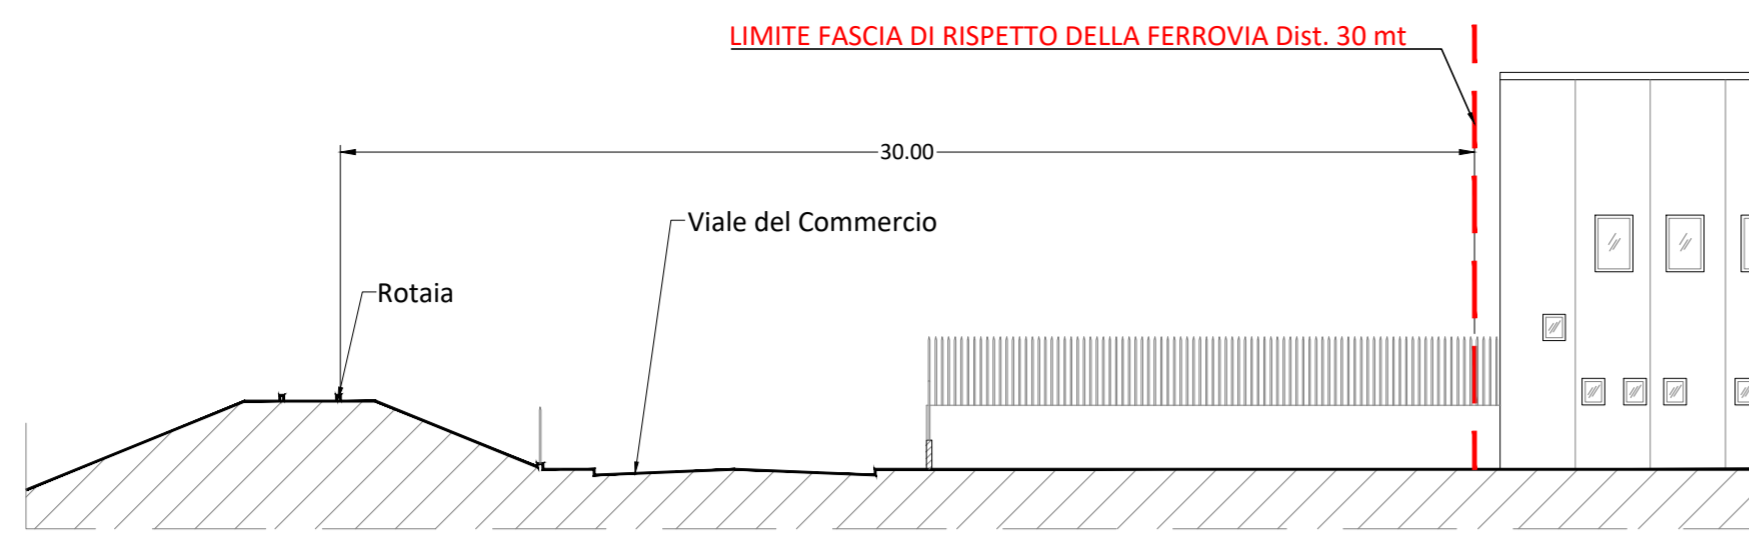 LIMITE FASCIA DI RISPETTO DELLA FERROVIA Dist. 30 mt
30.00
Viale del Commercio
Rotaia